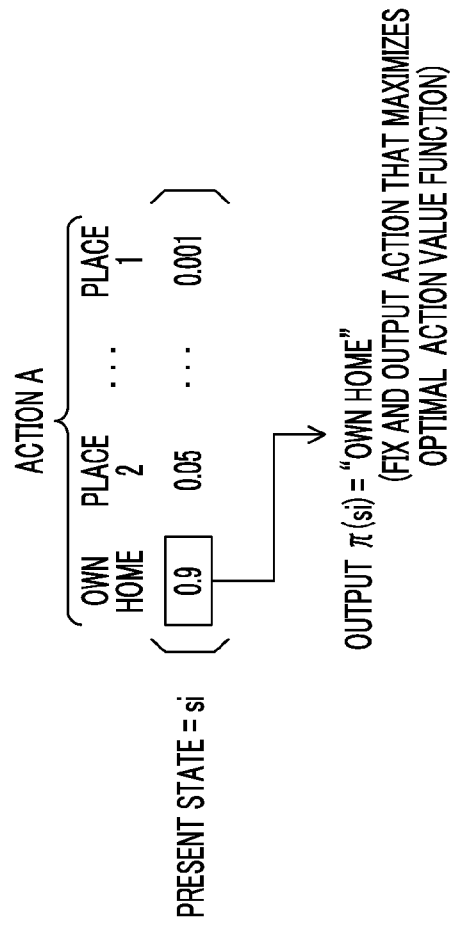 ACTION A
OWN HOME PLACE 2 ... PLACE 1
PRESENT STATE = si ( 0.9 0.05 ... 0.001 )
OUTPUT π(si) = “OWN HOME”
(FIX AND OUTPUT ACTION THAT MAXIMIZES
OPTIMAL ACTION VALUE FUNCTION)